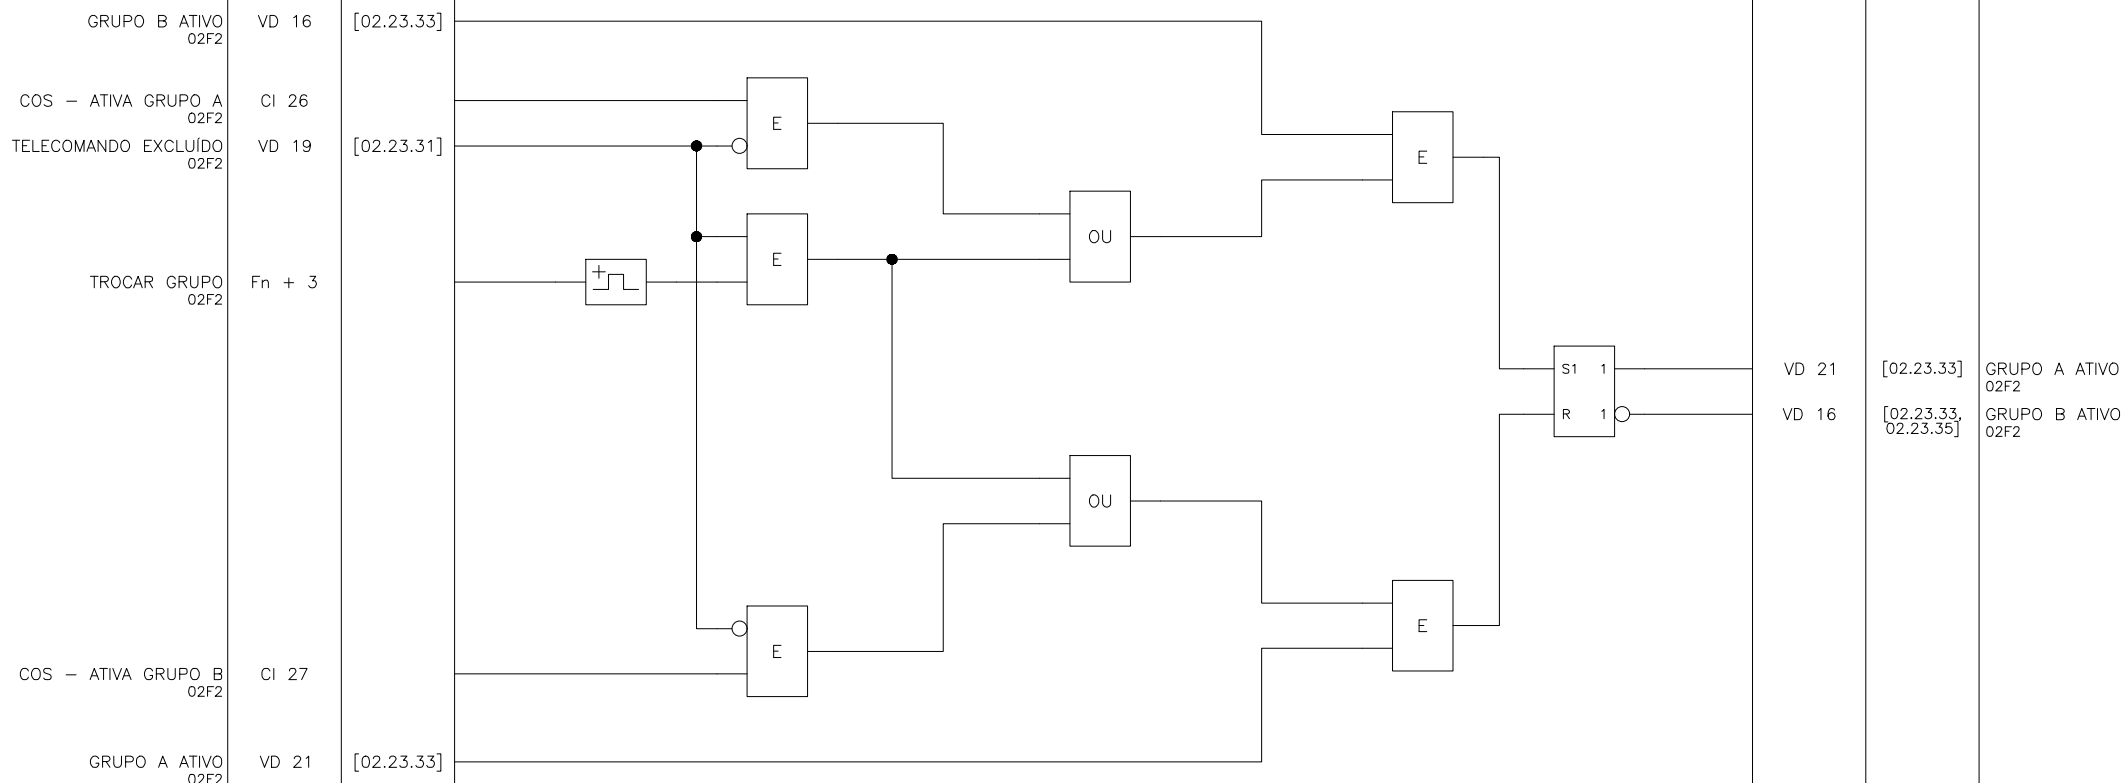 GRUPO B ATIVO VD 16 [02.23.33]
02F2
COS - ATIVA GRUPO A CI 26
02F2
TELECOMANDO EXCLUÍDO VD 19 [02.23.31]
02F2
TROCAR GRUPO Fn + 3
02F2
COS - ATIVA GRUPO B CI 27
02F2
GRUPO A ATIVO VD 21 [02.23.33]
02F2
E
E
E
OU
OU
E
E
+
S1 1
R 1
VD 21 [02.23.33] GRUPO A ATIVO
02F2
VD 16 [02.23.33, GRUPO B ATIVO
02.23.35] 02F2